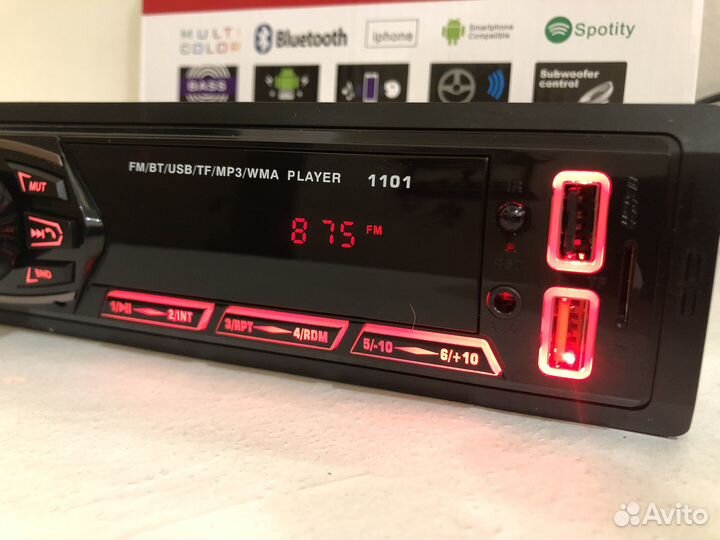 MULTI
COLOR
Bluetooth
iphone
Smartphone
Compatible
Spotity
BASS
Subwoofer
control
FM/BT/USB/TF/MP3/WMA PLAYER 1101
MUT
BND
875 FM
1/▶II 2/INT
3/RPT 4/RDM
5/-10 6/+10
Avito